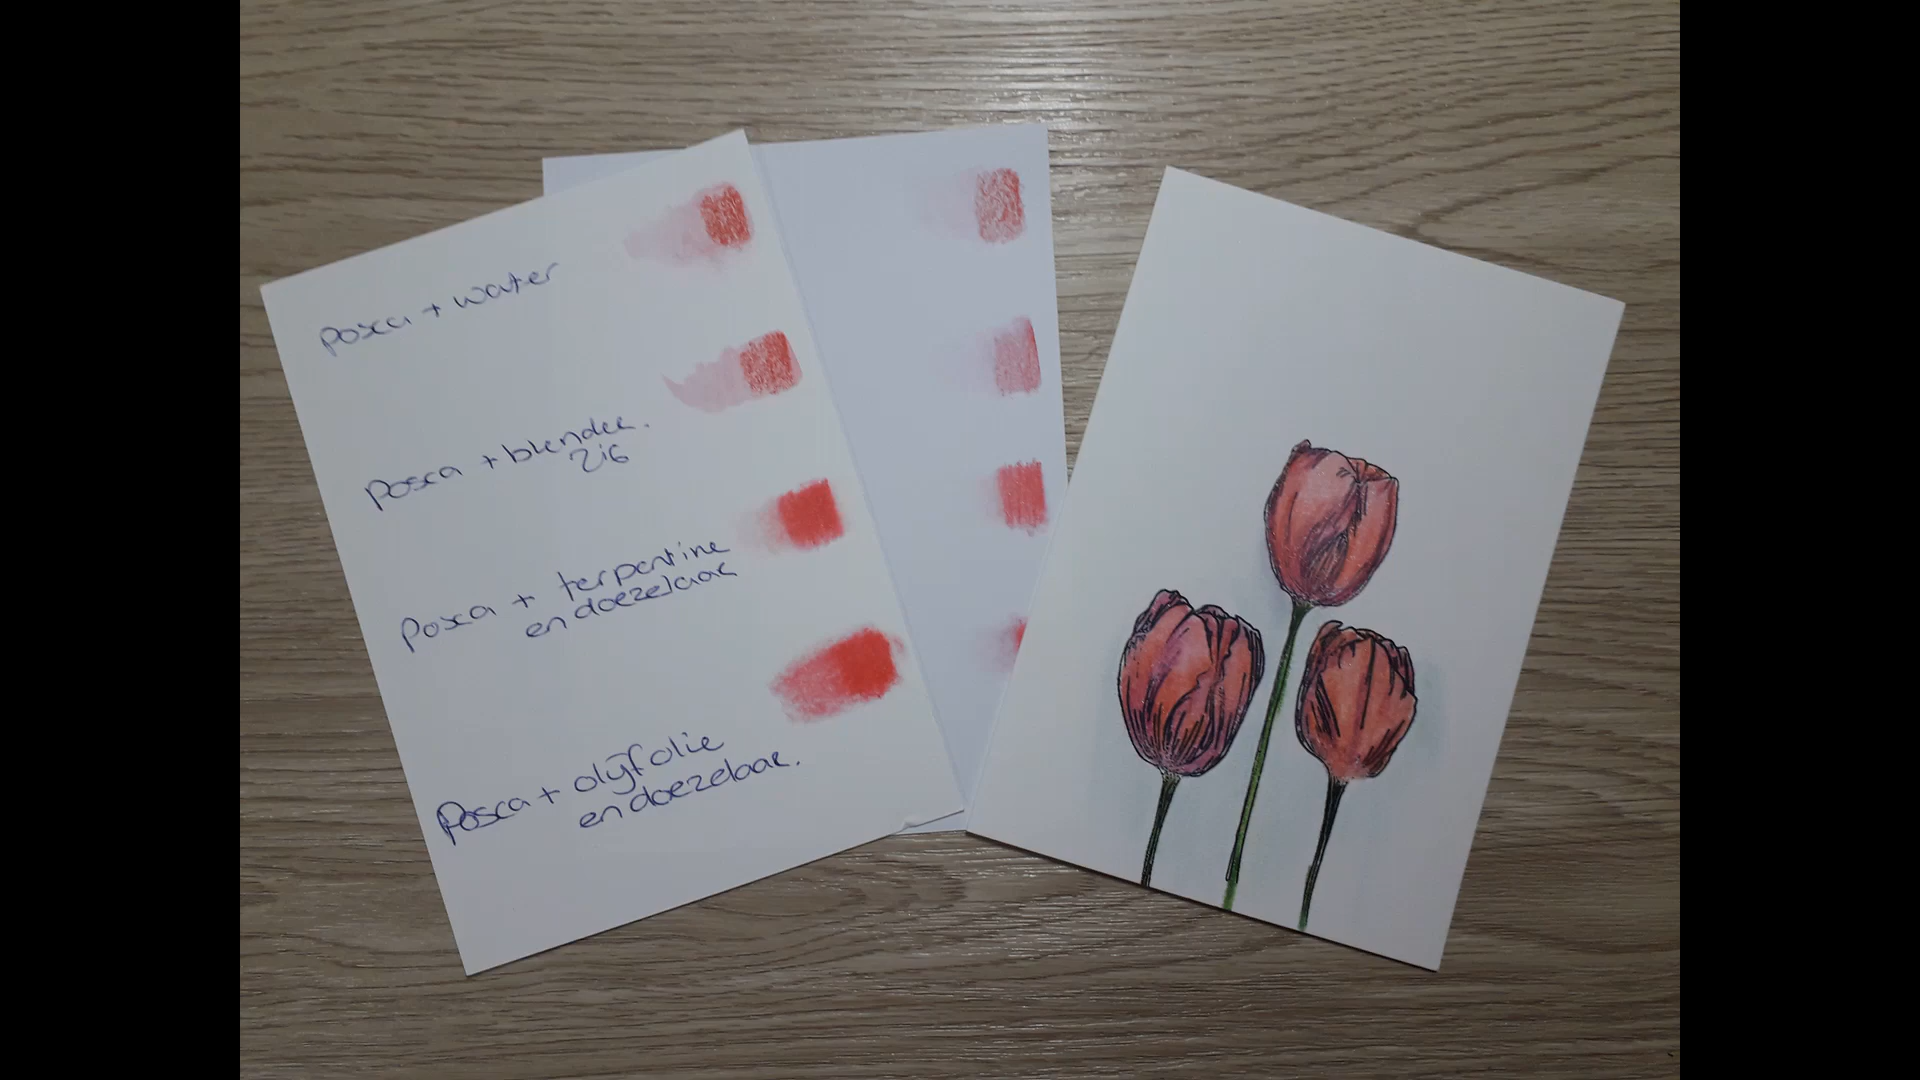 Posca + water
Posca + blender.
ZIG
Posca + terpentine
en doezelaar
Posca + olijfolie
en doezelaar.